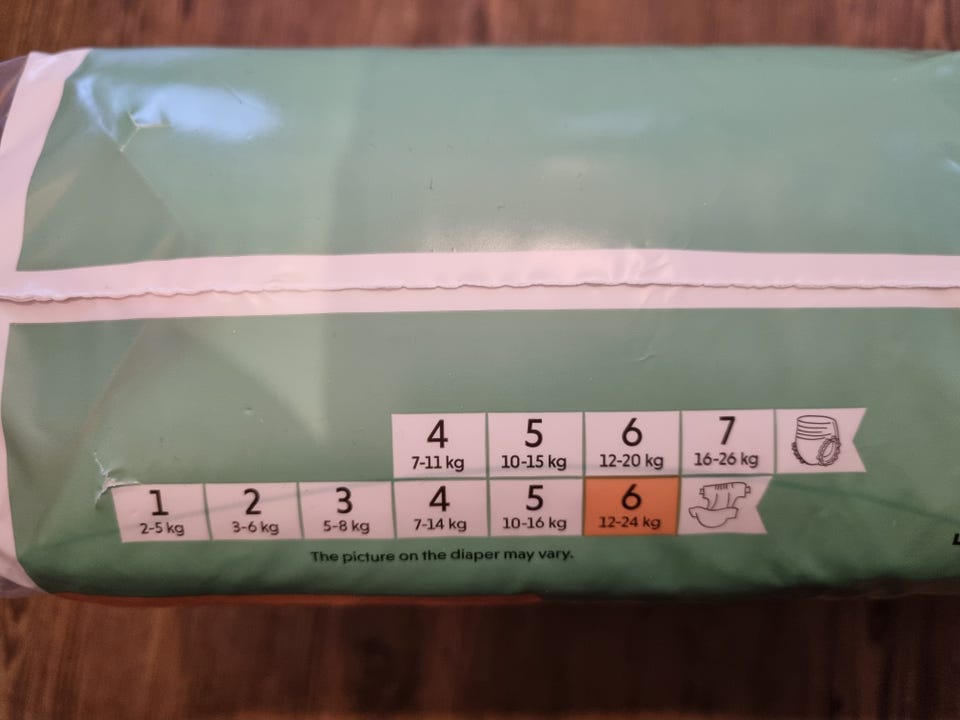 4 5 6 7
7-11 kg 10-15 kg 12-20 kg 16-26 kg
1 2 3 4 5 6
2-5 kg 3-6 kg 5-8 kg 7-14 kg 10-16 kg 12-24 kg
The picture on the diaper may vary.